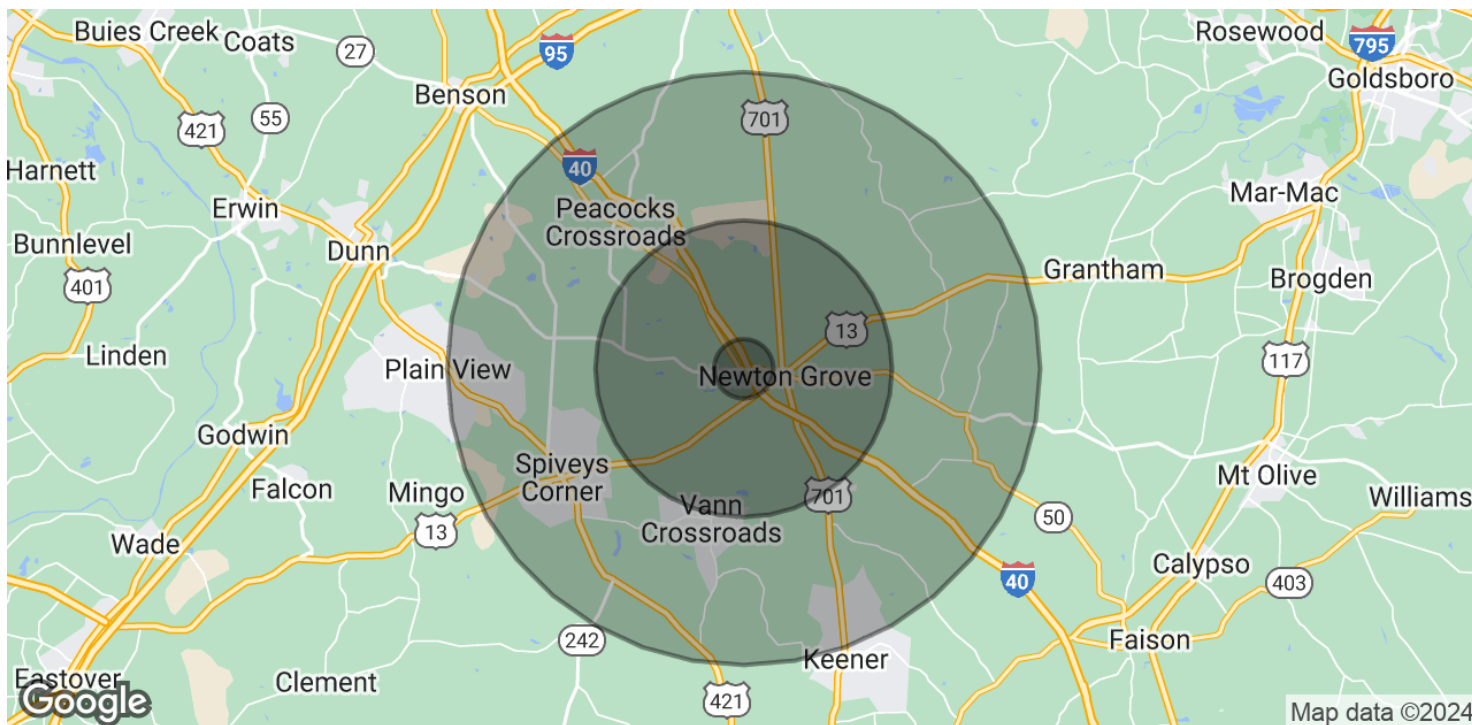 Buies Creek
Coats
27
95
Rosewood
795
Goldsboro
Benson
421
55
701
Harnett
40
Erwin
Peacocks
Crossroads
Mar-Mac
Bunnlevel
Dunn
401
Grantham
Brogden
13
Linden
Plain View
Newton Grove
117
Godwin
Spiveys
Corner
Falcon
Mingo
701
Vann
Crossroads
Mt Olive
Williams
13
50
Wade
Calypso
40
403
242
Faison
Keener
Eastover
Clement
421
Google
Map data ©2024